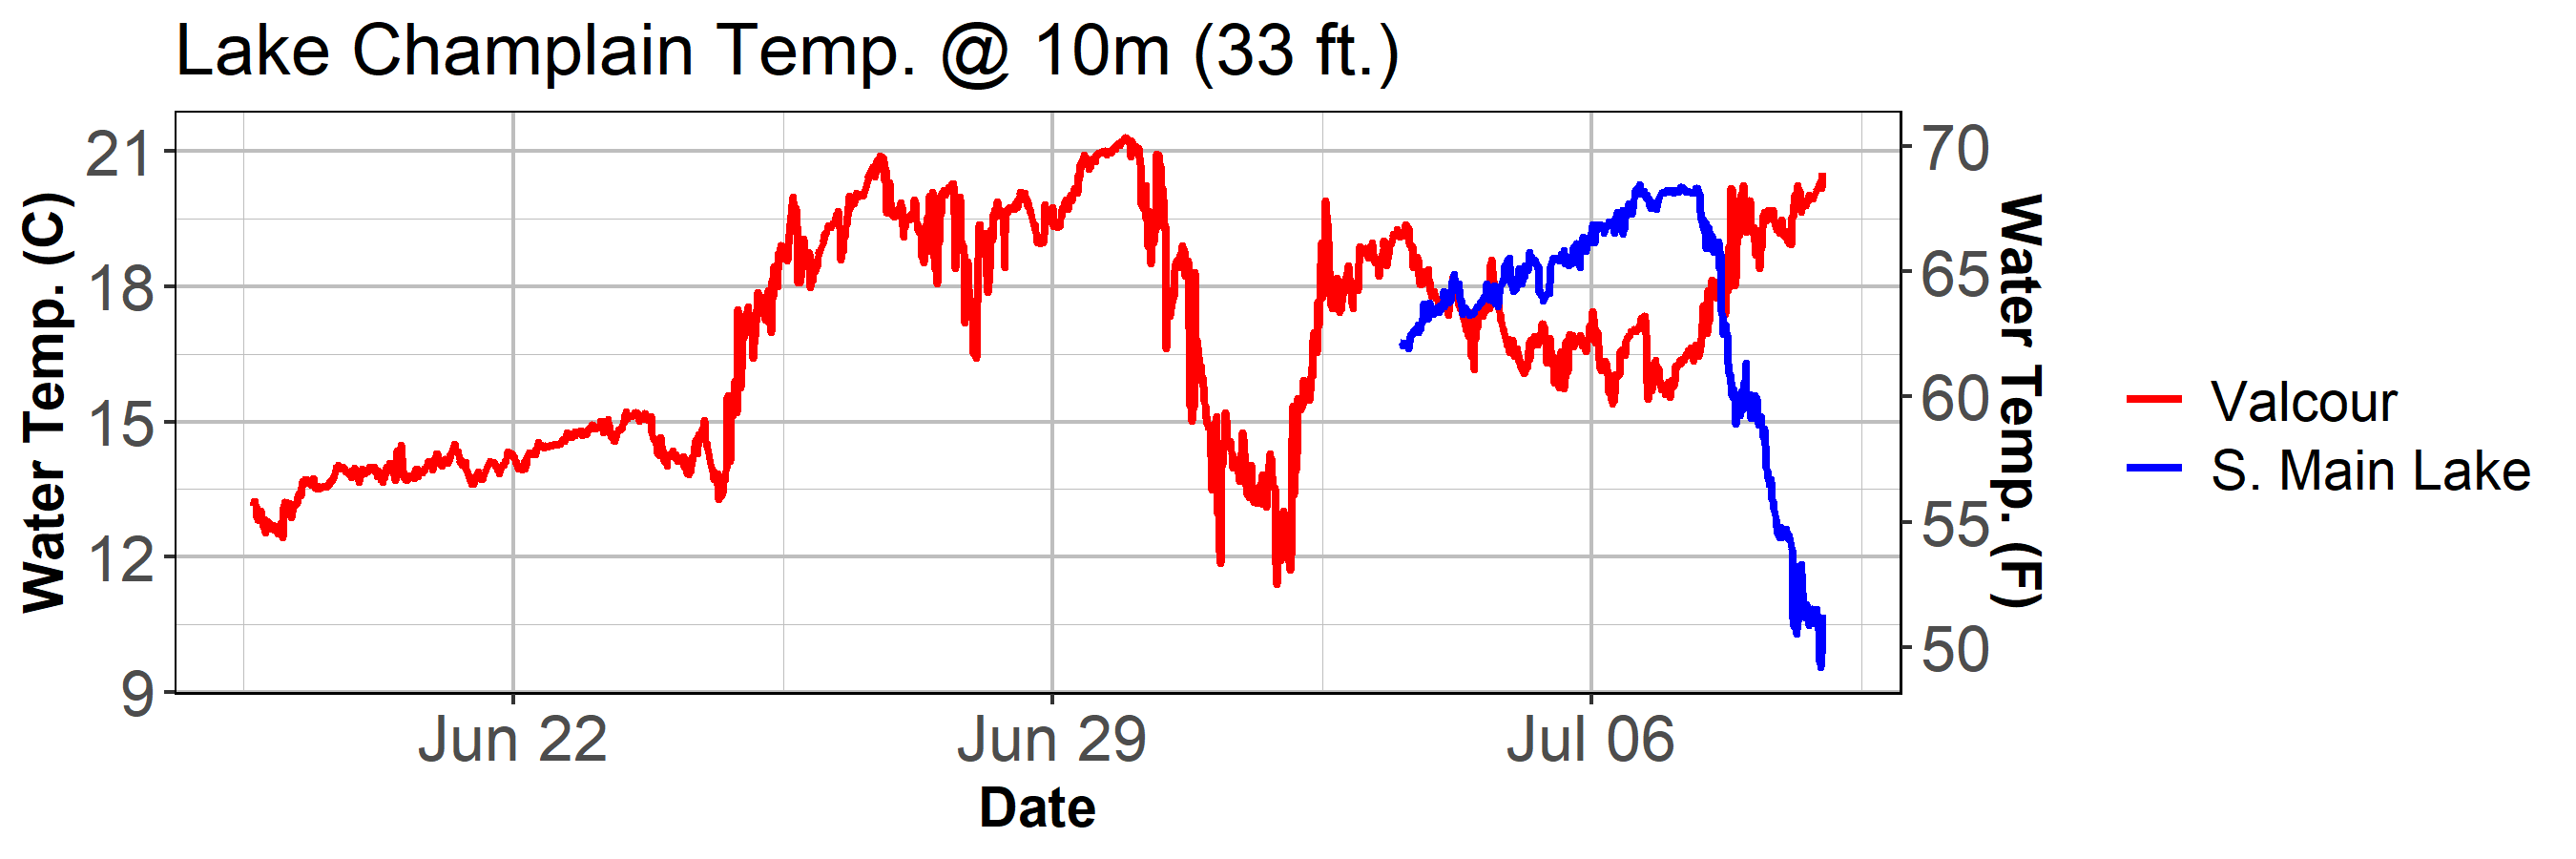 Lake Champlain Temp. @ 10m (33 ft.)
Water Temp. (C)
21
18
15
12
9
70
65
60
55
50
Water Temp. (F)
Jun 22
Jun 29
Jul 06
Date
Valcour
S. Main Lake